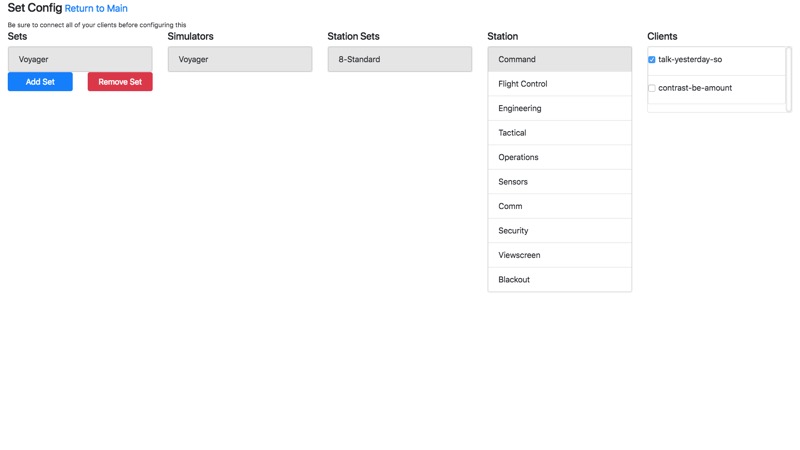 Set Config Return to Main
Be sure to connect all of your clients before configuring this
Sets
Voyager
Add Set
Remove Set
Simulators
Voyager
Station Sets
8-Standard
Station
Command
Flight Control
Engineering
Tactical
Operations
Sensors
Comm
Security
Viewscreen
Blackout
Clients
talk-yesterday-so
contrast-be-amount